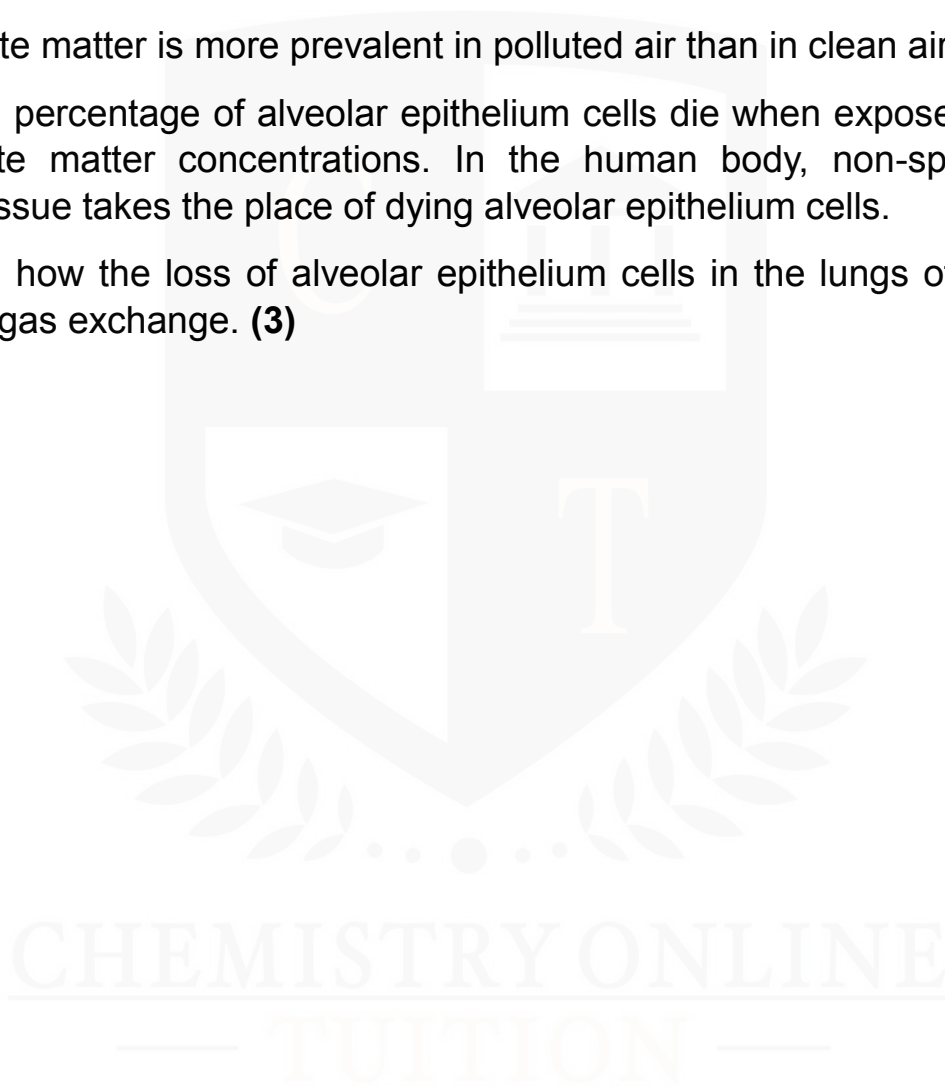 te matter is more prevalent in polluted air than in clean air
percentage of alveolar epithelium cells die when expose
te matter concentrations. In the human body, non-sp
issue takes the place of dying alveolar epithelium cells.
how the loss of alveolar epithelium cells in the lungs o
gas exchange. (3)
C
T
CHEMISTRY ONLINE
TUITION